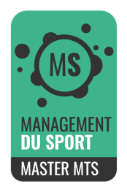 MS
MANAGEMENT
DU SPORT
MASTER MTS